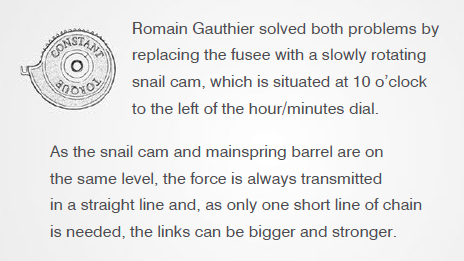 CONSTANT
TORQUE
Romain Gauthier solved both problems by
replacing the fusee with a slowly rotating
snail cam, which is situated at 10 o’clock
to the left of the hour/minutes dial.
As the snail cam and mainspring barrel are on
the same level, the force is always transmitted
in a straight line and, as only one short line of chain
is needed, the links can be bigger and stronger.